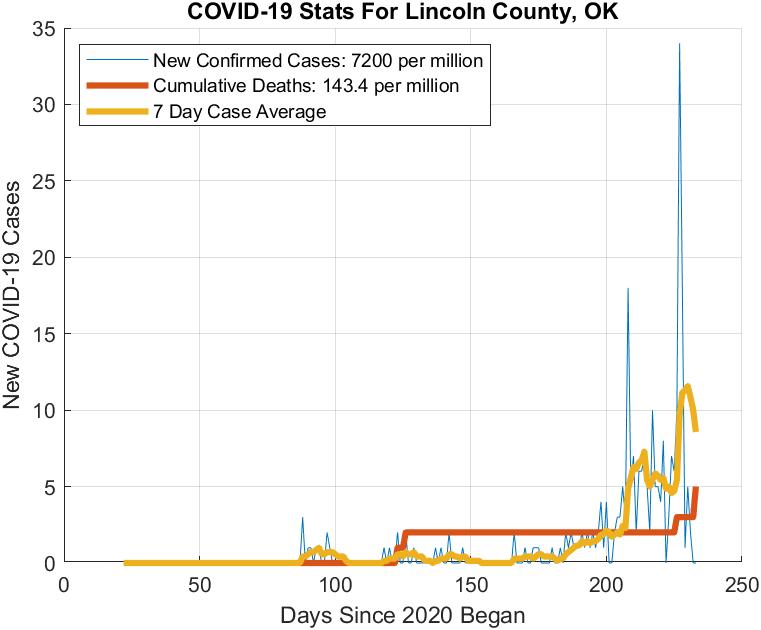 COVID-19 Stats For Lincoln County, OK
35
30
25
20
15
10
5
0
New COVID-19 Cases
New Confirmed Cases: 7200 per million
Cumulative Deaths: 143.4 per million
7 Day Case Average
0 50 100 150 200 250
Days Since 2020 Began